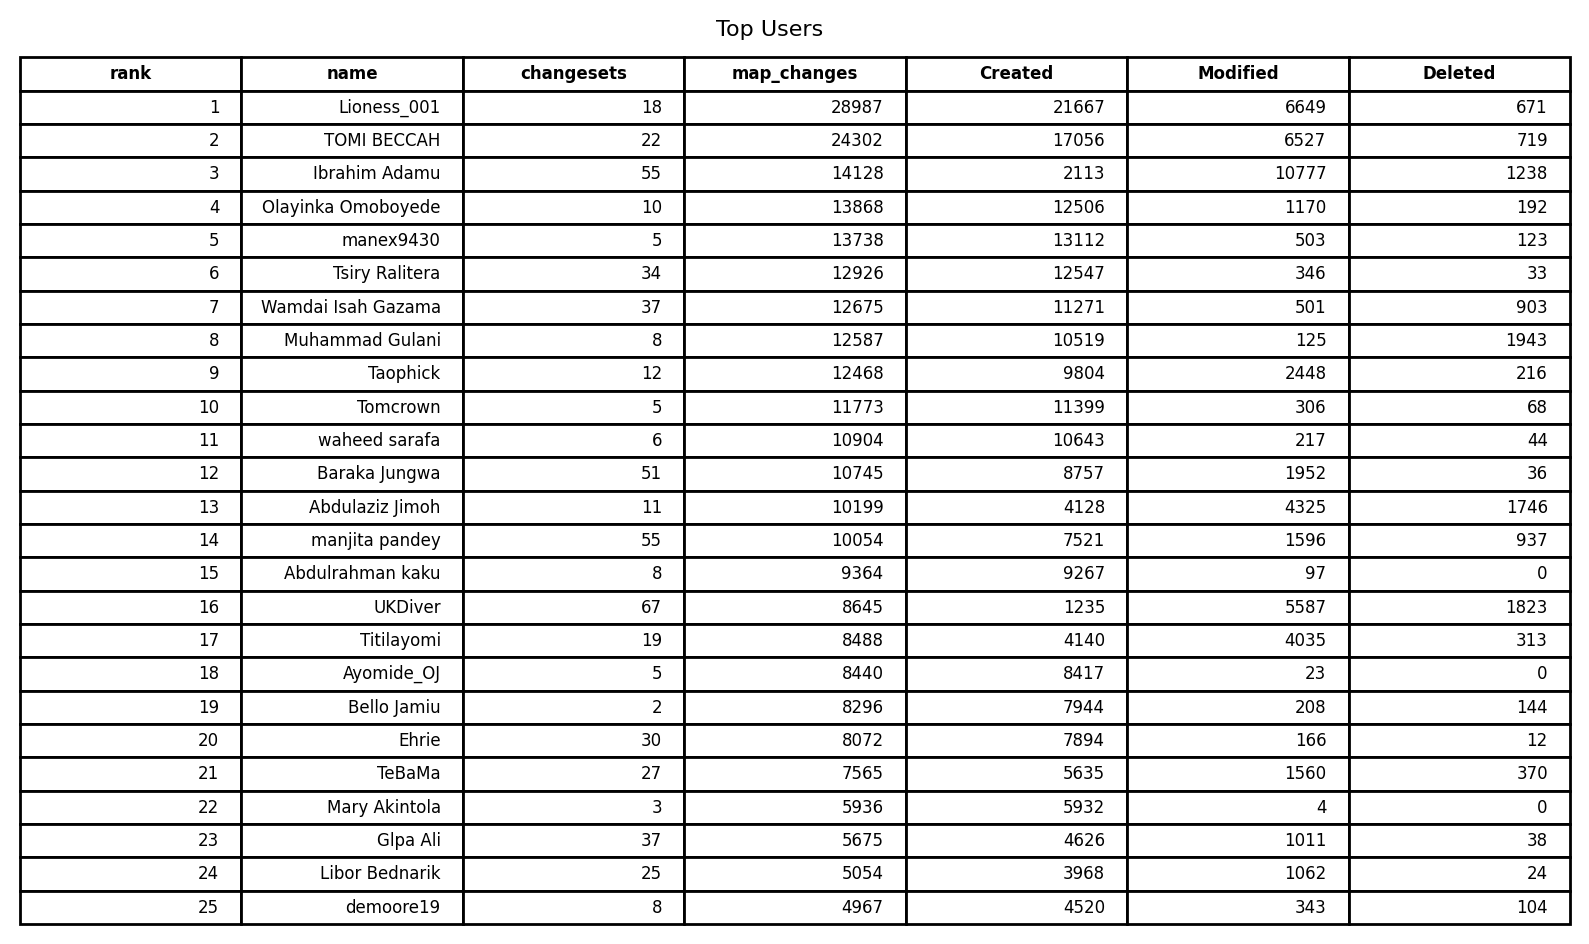 Top Users
rank name changesets map_changes Created Modified Deleted
1 Lioness_001 18 28987 21667 6649 671
2 TOMI BECCAH 22 24302 17056 6527 719
3 Ibrahim Adamu 55 14128 2113 10777 1238
4 Olayinka Omoboyede 10 13868 12506 1170 192
5 manex9430 5 13738 13112 503 123
6 Tsiry Ralitera 34 12926 12547 346 33
7 Wamdai Isah Gazama 37 12675 11271 501 903
8 Muhammad Gulani 8 12587 10519 125 1943
9 Taophick 12 12468 9804 2448 216
10 Tomcrown 5 11773 11399 306 68
11 waheed sarafa 6 10904 10643 217 44
12 Baraka Jungwa 51 10745 8757 1952 36
13 Abdulaziz Jimoh 11 10199 4128 4325 1746
14 manjita pandey 55 10054 7521 1596 937
15 Abdulrahman kaku 8 9364 9267 97 0
16 UKDiver 67 8645 1235 5587 1823
17 Titilayomi 19 8488 4140 4035 313
18 Ayomide_OJ 5 8440 8417 23 0
19 Bello Jamiu 2 8296 7944 208 144
20 Ehrie 30 8072 7894 166 12
21 TeBaMa 27 7565 5635 1560 370
22 Mary Akintola 3 5936 5932 4 0
23 Glpa Ali 37 5675 4626 1011 38
24 Libor Bednarik 25 5054 3968 1062 24
25 demoore19 8 4967 4520 343 104